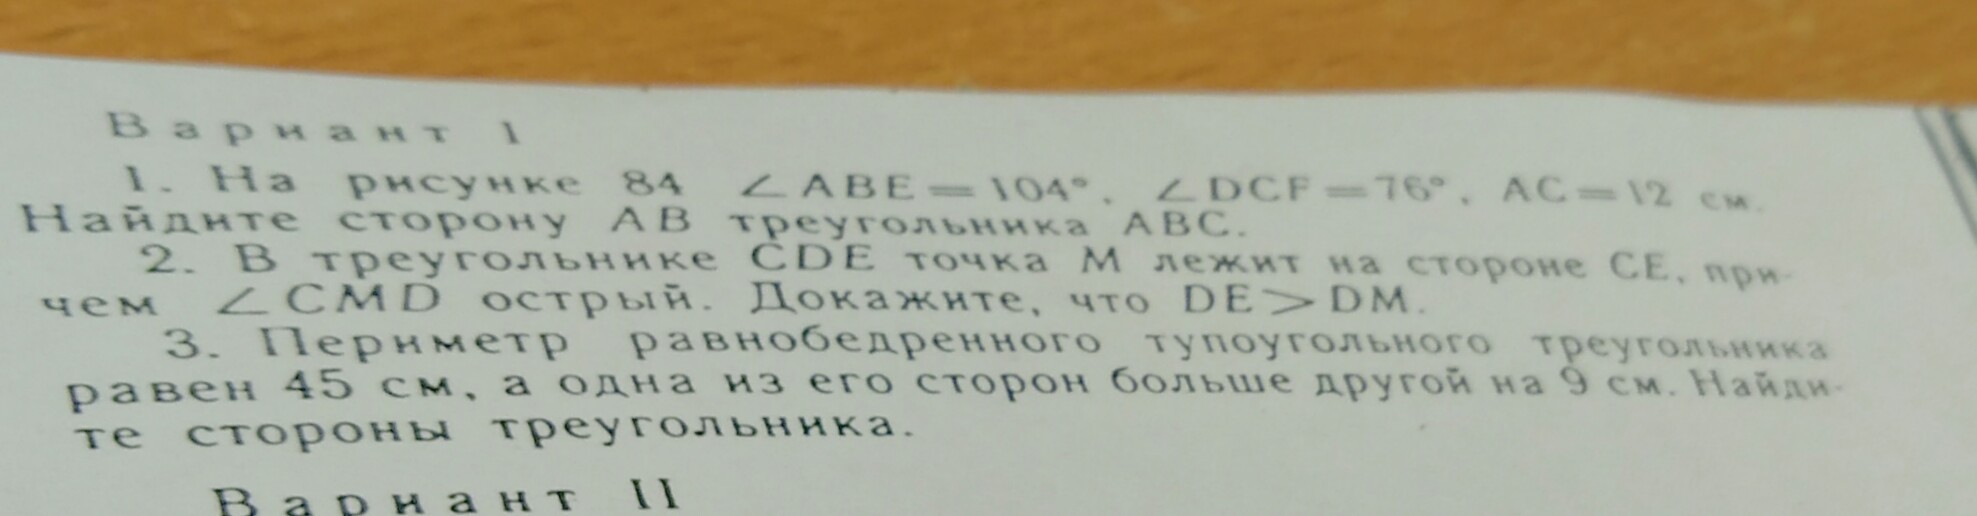 Вариант I
1. На рисунке 84 ∠ABE=104°, ∠DCF=76°, AC=12 см.
Найдите сторону AB треугольника ABC.
2. В треугольнике CDE точка M лежит на стороне CE, при-
чем ∠CMD острый. Докажите, что DE>DM.
3. Периметр равнобедренного тупоугольного треугольника
равен 45 см, а одна из его сторон больше другой на 9 см. Найди-
те стороны треугольника.
Вариант II